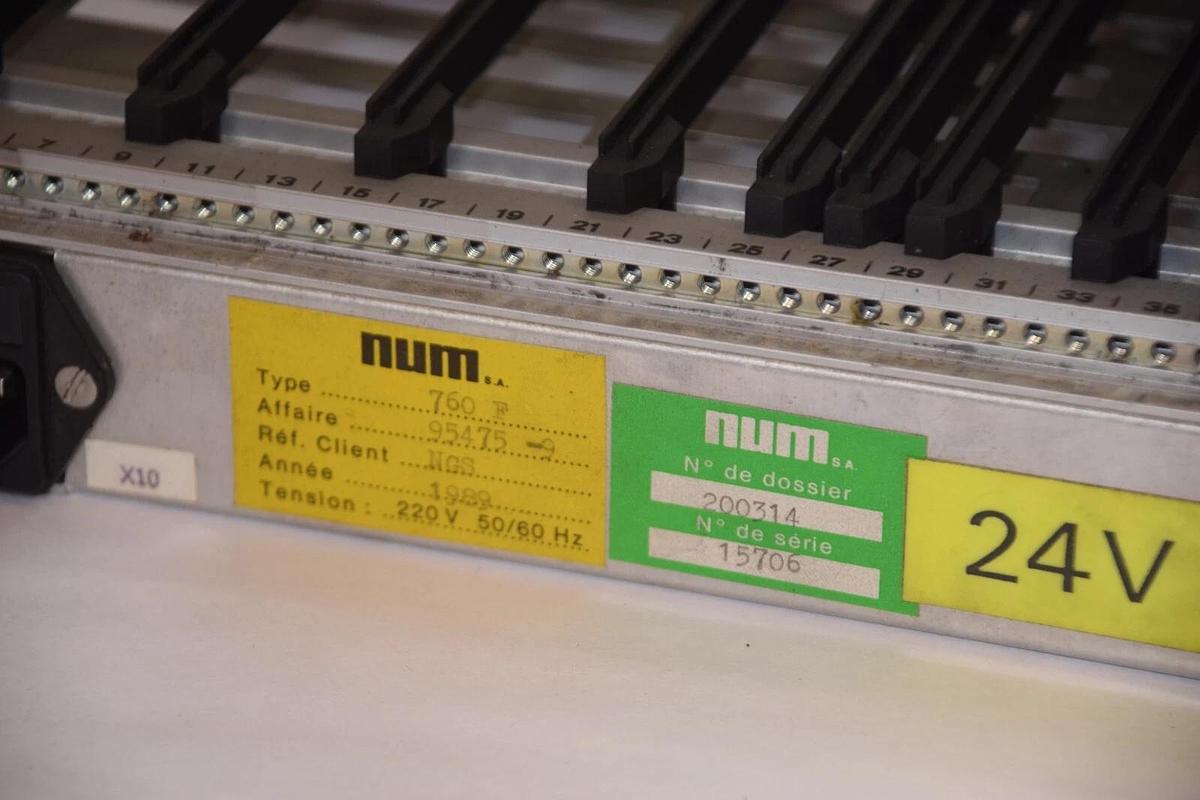 7 9 11 13 15 17 19 21 23 25 27 29 31 33 35
num S.A.
Type 760 F
Affaire 95475 -9
Réf. Client NGS
Année 1989
Tension : 220 V 50/60 Hz
X10
num S.A.
N° de dossier
200314
N° de série
15706
24V